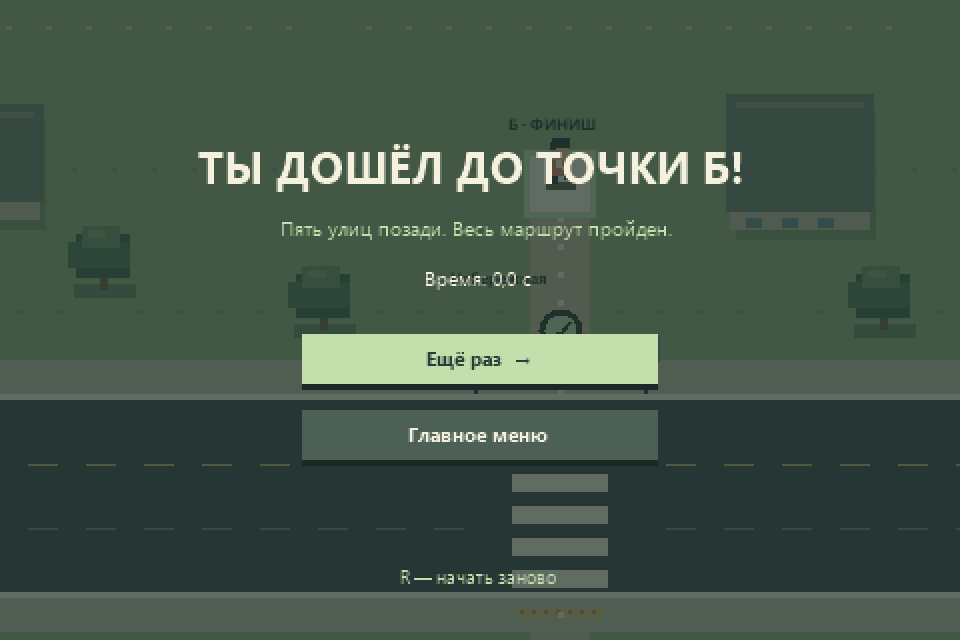 Б - ФИНИШ
ТЫ ДОШЁЛ ДО ТОЧКИ Б!
Пять улиц позади. Весь маршрут пройден.
Время: 0,0 с
Ещё раз →
Главное меню
R — начать заново